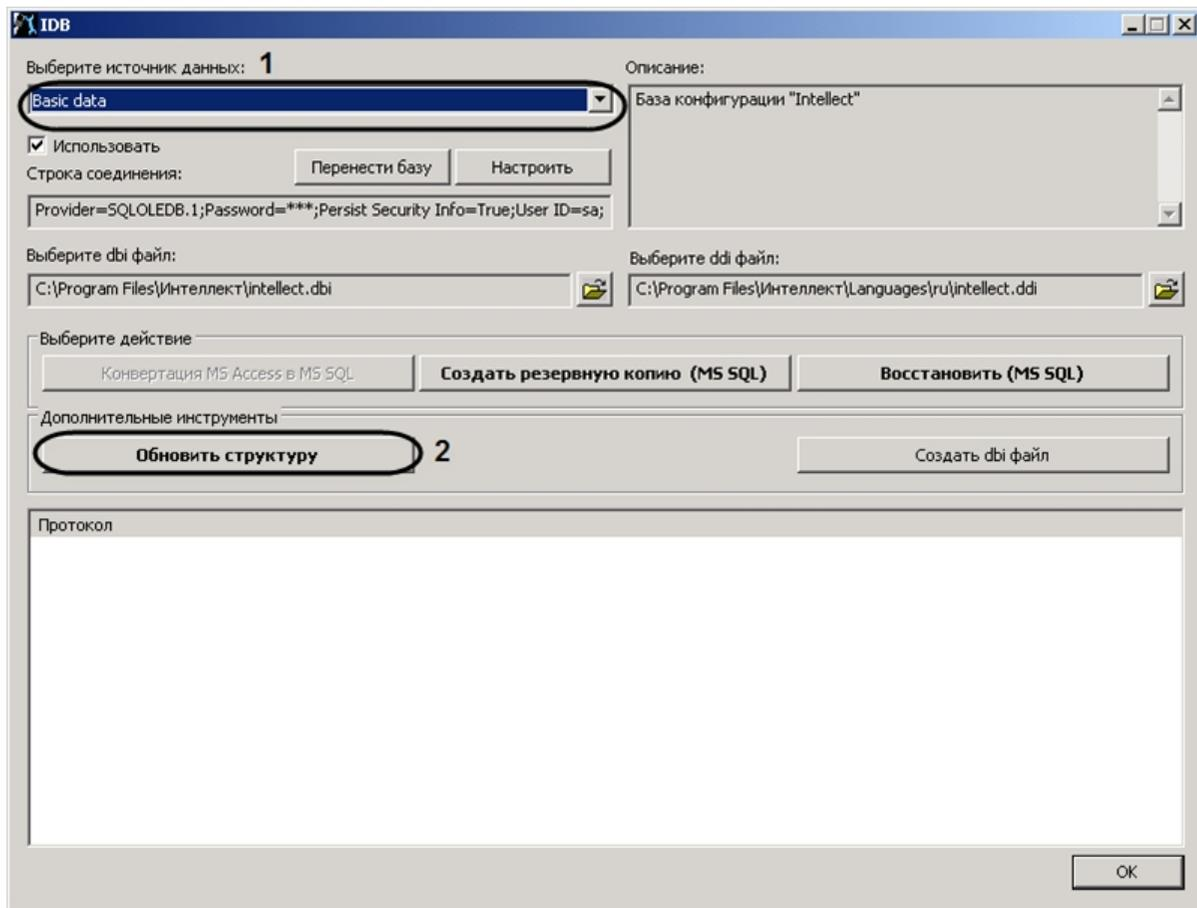 IDB
Выберите источник данных: 1
Описание:
Basic data
База конфигурации "Intellect"
Использовать
Строка соединения:
Перенести базу
Настроить
Provider=SQLOLEDB.1;Password=***;Persist Security Info=True;User ID=sa;
Выберите dbi файл:
Выберите ddi файл:
C:\Program Files\Интеллект\intellect.dbi
C:\Program Files\Интеллект\Languages\ru\intellect.ddi
Выберите действие
Конвертация MS Access в MS SQL
Создать резервную копию (MS SQL)
Восстановить (MS SQL)
Дополнительные инструменты
Обновить структуру 2
Создать dbi файл
Протокол
OK